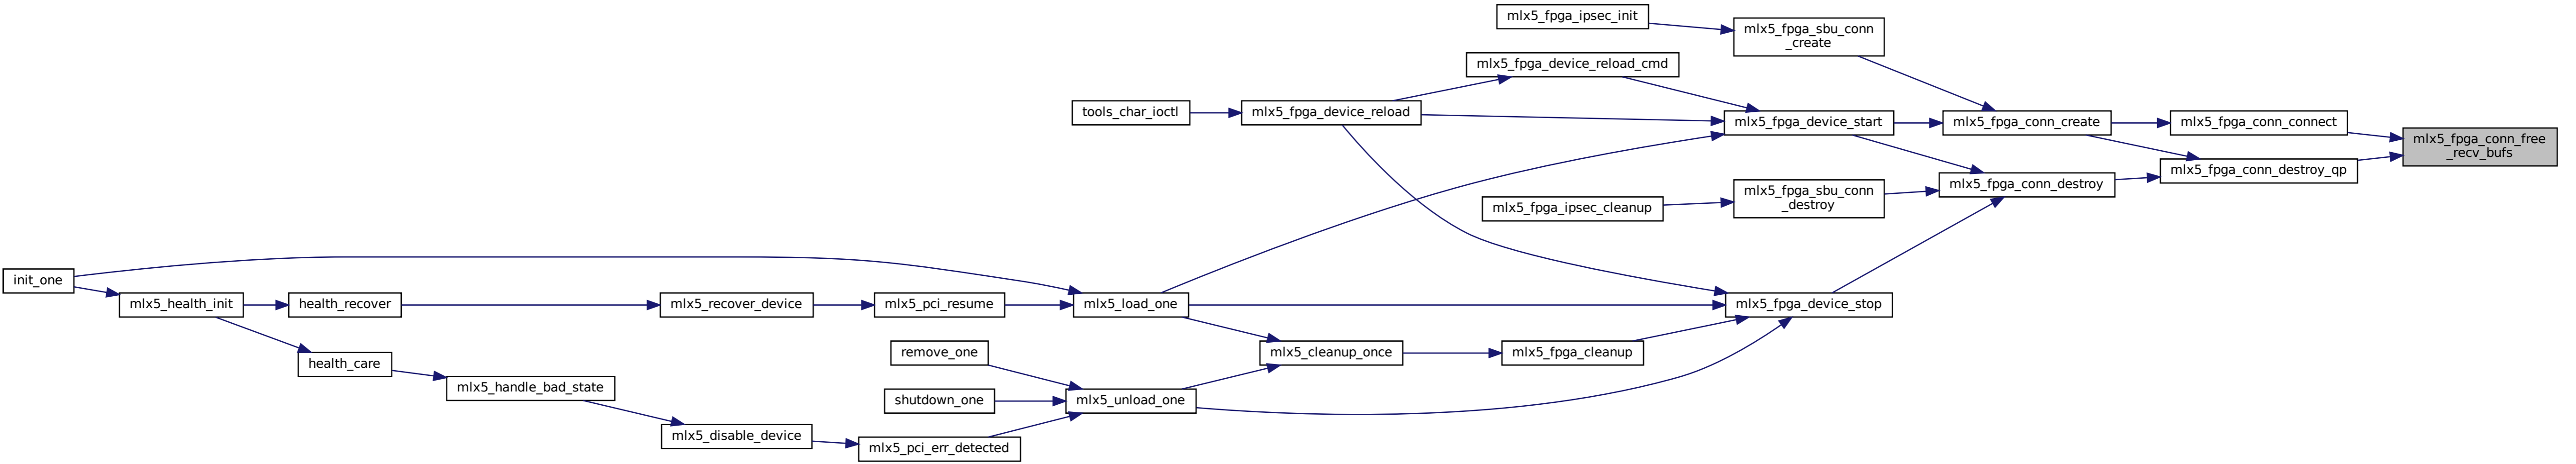 mlx5_fpga_ipsec_init
mlx5_fpga_sbu_conn
_create
mlx5_fpga_device_reload_cmd
tools_char_ioctl
mlx5_fpga_device_reload
mlx5_fpga_device_start
mlx5_fpga_conn_create
mlx5_fpga_conn_connect
mlx5_fpga_conn_free
_recv_bufs
mlx5_fpga_conn_destroy_qp
mlx5_fpga_conn_destroy
mlx5_fpga_sbu_conn
_destroy
mlx5_fpga_ipsec_cleanup
init_one
mlx5_health_init
health_recover
mlx5_recover_device
mlx5_pci_resume
mlx5_load_one
mlx5_fpga_device_stop
remove_one
mlx5_cleanup_once
mlx5_fpga_cleanup
health_care
mlx5_handle_bad_state
shutdown_one
mlx5_unload_one
mlx5_disable_device
mlx5_pci_err_detected